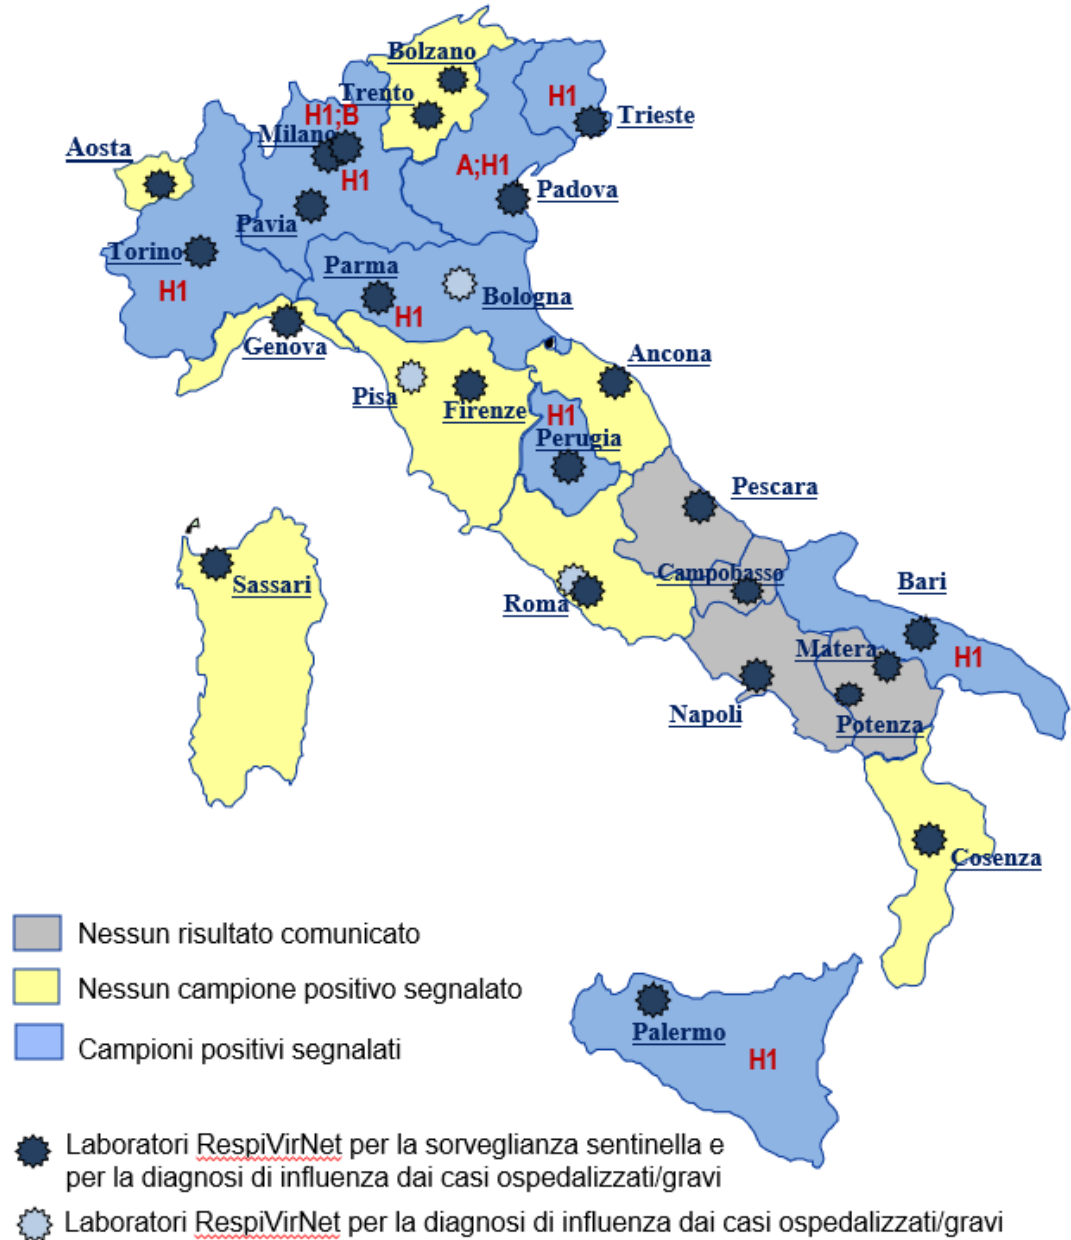 Bolzano
Trento
H1
Trieste
H1;B
Milano
Aosta
A;H1
H1
Padova
Pavia
Torino
Parma
H1
Bologna
H1
Genova
Ancona
Pisa
Firenze
H1
Perugia
Pescara
Sassari
Campobasso
Bari
Roma
Matera
H1
Napoli
Potenza
Cosenza
Nessun risultato comunicato
Nessun campione positivo segnalato
Campioni positivi segnalati
Palermo
H1
Laboratori RespiVirNet per la sorveglianza sentinella e
per la diagnosi di influenza dai casi ospedalizzati/gravi
Laboratori RespiVirNet per la diagnosi di influenza dai casi ospedalizzati/gravi